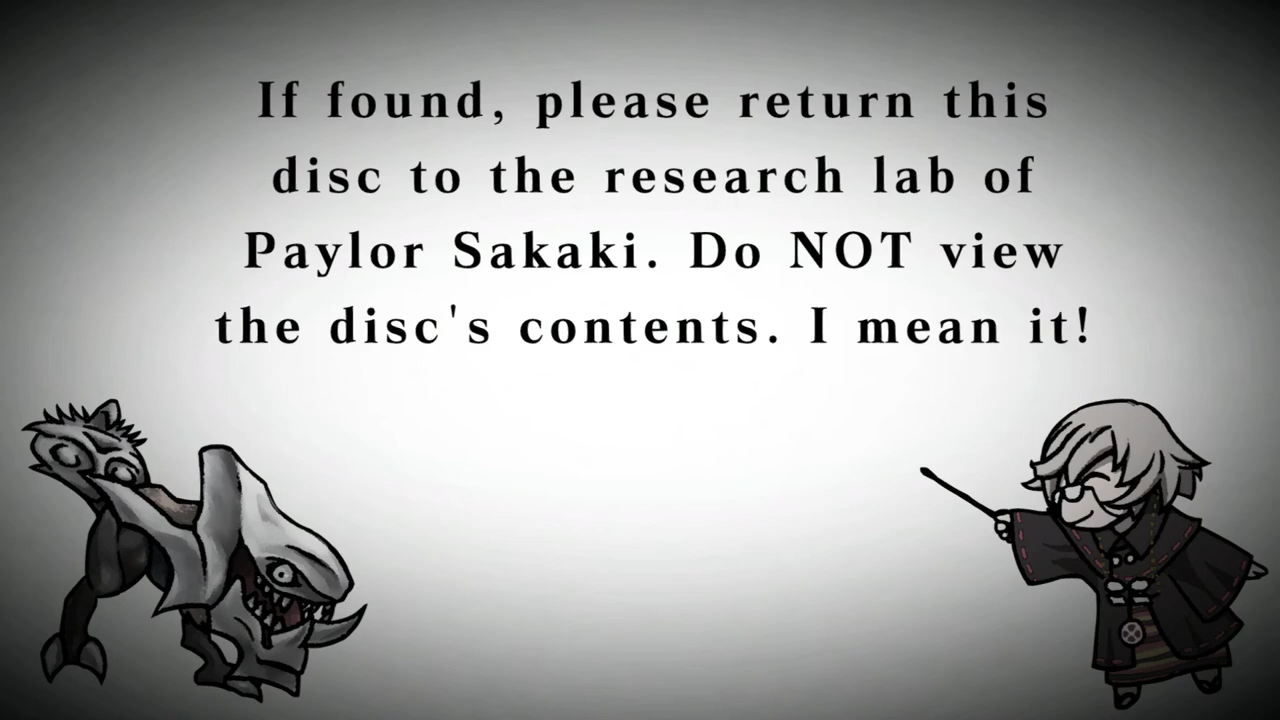 If found, please return this
disc to the research lab of
Paylor Sakaki. Do NOT view
the disc's contents. I mean it!